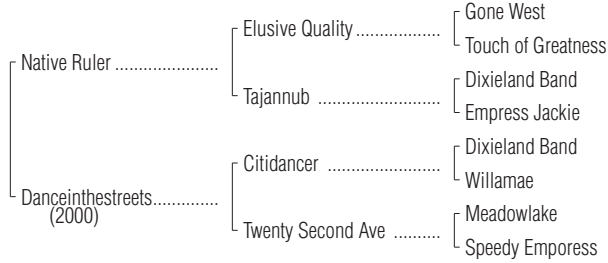 Gone West
Elusive Quality ..................
Touch of Greatness
Native Ruler ......................
Dixieland Band
Tajannub ..........................
Empress Jackie
Dixieland Band
Citidancer ........................
Willamae
Danceinthestreets..............
(2000)
Meadowlake
Twenty Second Ave ..........
Speedy Emporess